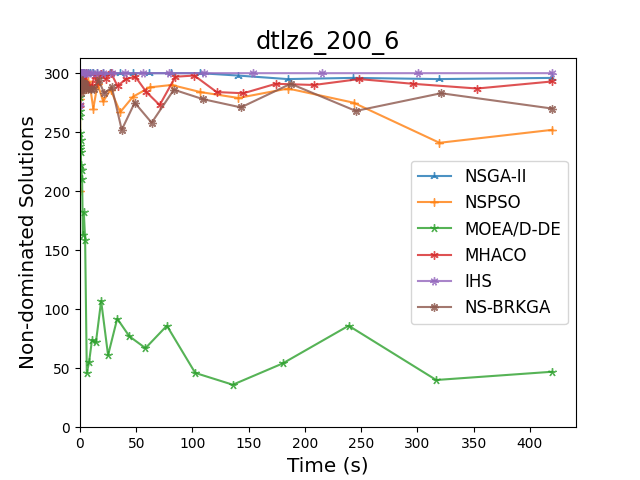 dtlz6_200_6
Non-dominated Solutions
300
250
200
150
100
50
0
NSGA-II
NSPSO
MOEA/D-DE
MHACO
IHS
NS-BRKGA
0 50 100 150 200 250 300 350 400
Time (s)